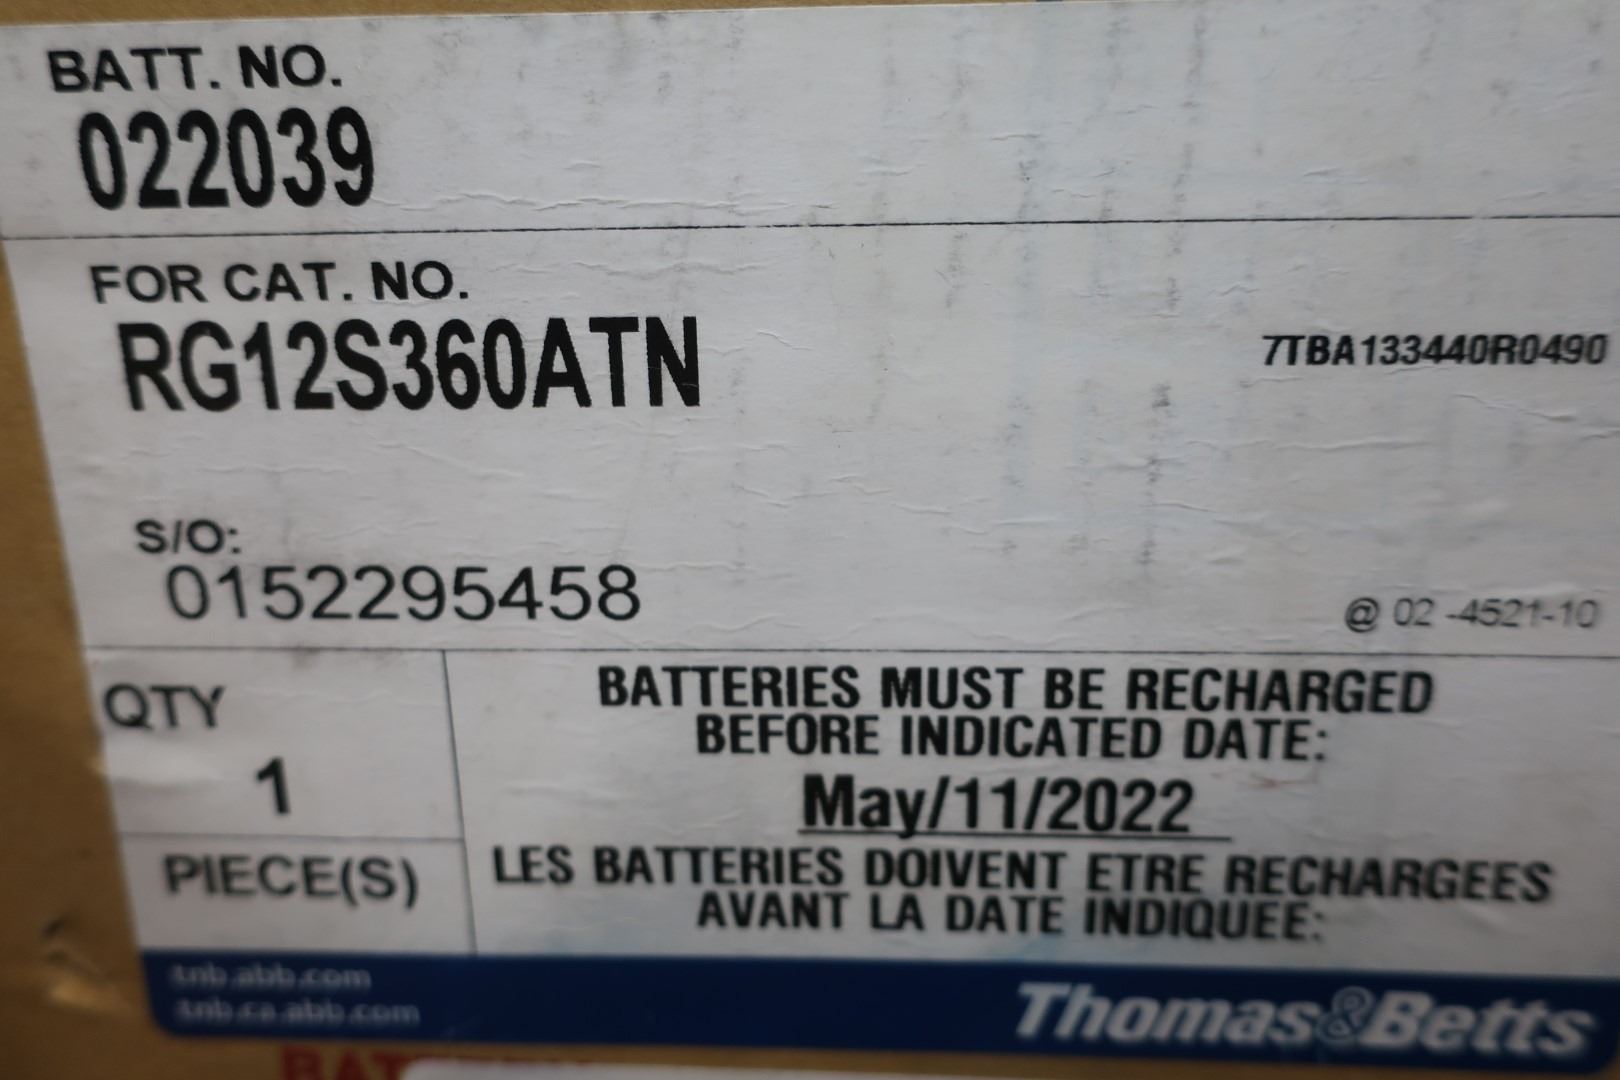 BATT. NO.
022039
FOR CAT. NO.
RG12S360ATN
7TBA133440R0490
S/O:
0152295458
@ 02 -4521-10
QTY
1
PIECE(S)
BATTERIES MUST BE RECHARGED
BEFORE INDICATED DATE:
May/11/2022
LES BATTERIES DOIVENT ETRE RECHARGEES
AVANT LA DATE INDIQUEE:
tnb.abb.com
tnb.ca.abb.com
Thomas&Betts